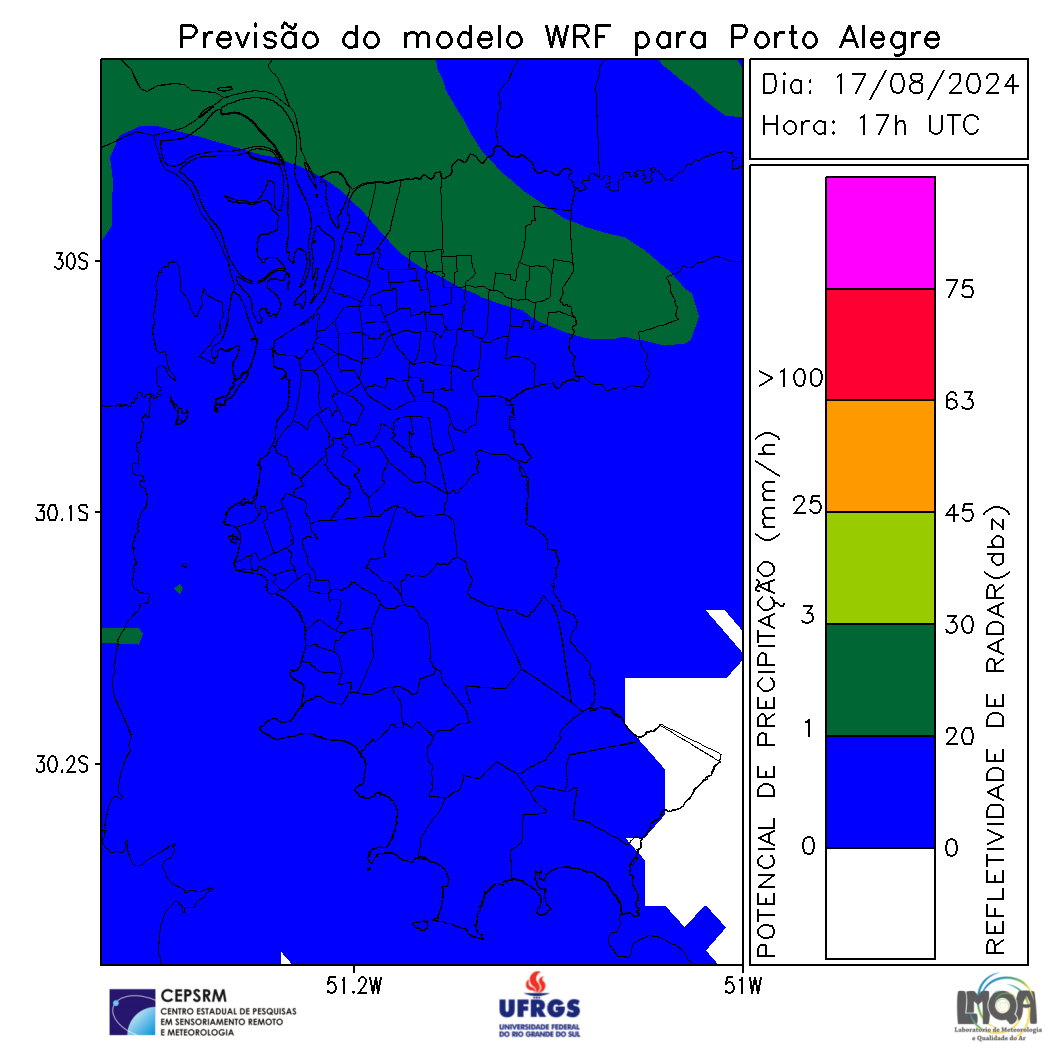 Previsão do modelo WRF para Porto Alegre
Dia: 17/08/2024
Hora: 17h UTC
30S
30.1S
30.2S
51.2W
51W
POTENCIAL DE PRECIPITAÇÃO (mm/h)
>100
25
3
1
0
75
63
45
30
20
0
REFLETIVIDADE DE RADAR(dbz)
CEPSRM
CENTRO ESTADUAL DE PESQUISAS
EM SENSORIAMENTO REMOTO
E METEOROLOGIA
UFRGS
UNIVERSIDADE FEDERAL
DO RIO GRANDE DO SUL
LMQA
Laboratório de Meteorologia
e Qualidade do Ar